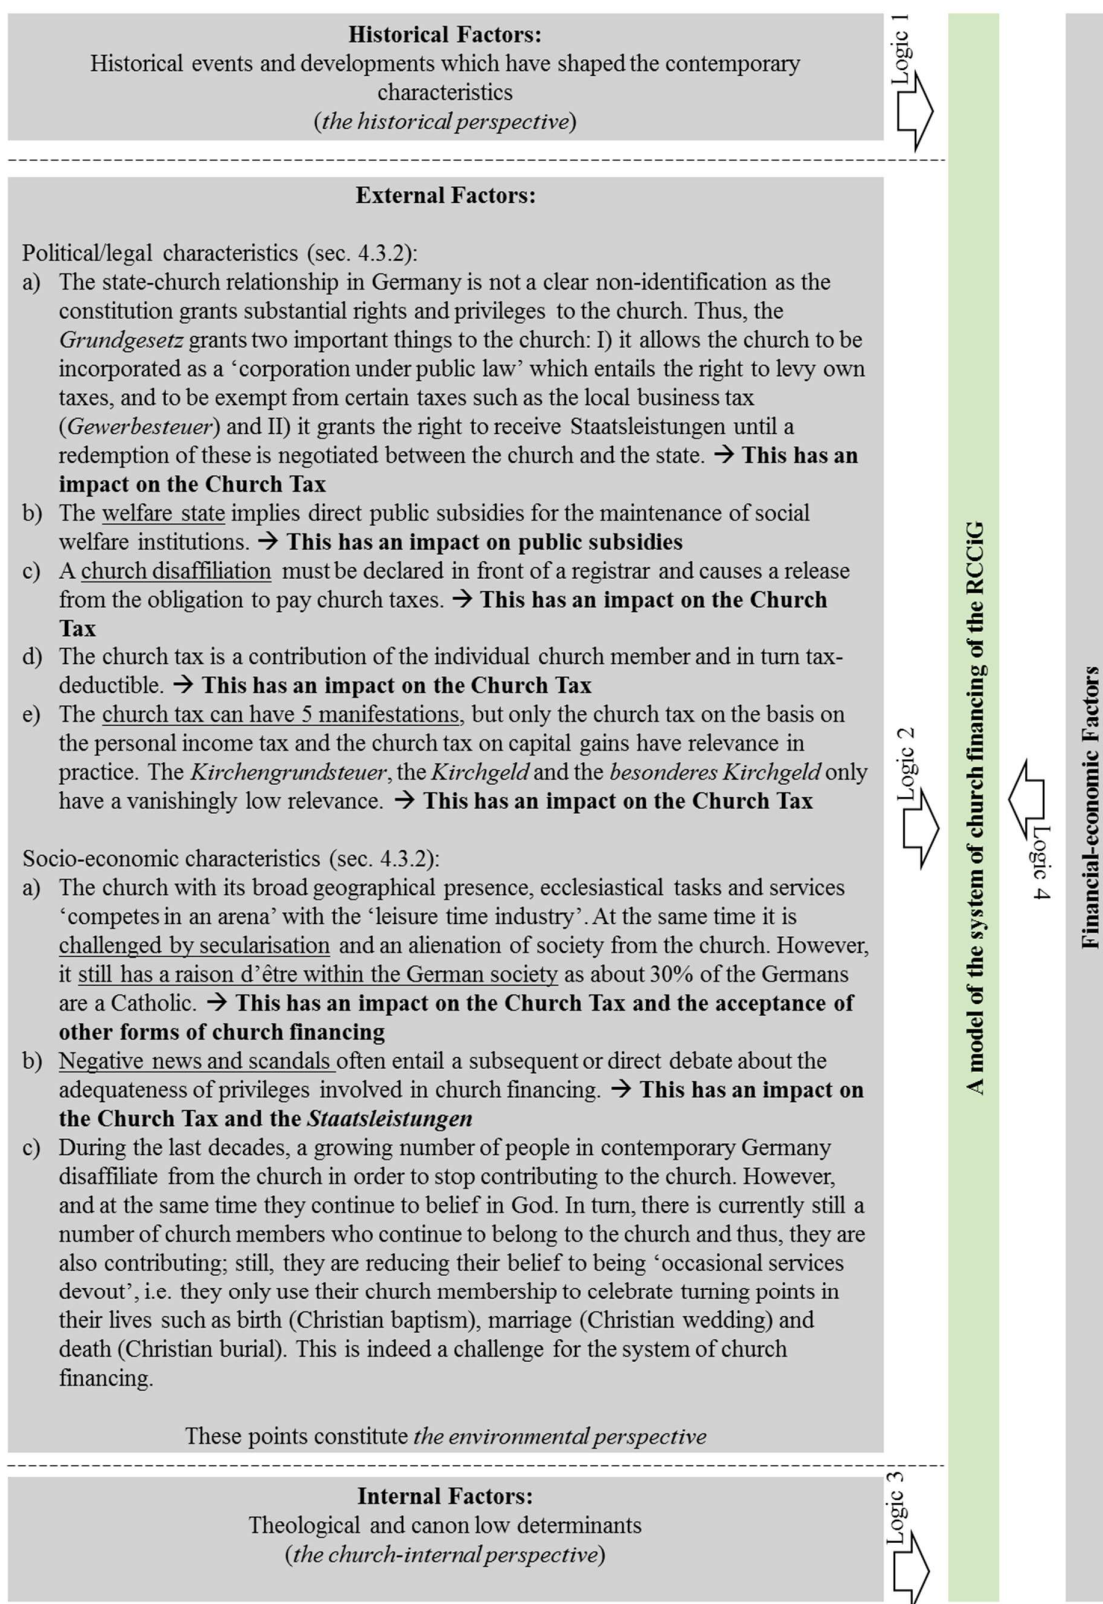 Historical Factors:
Historical events and developments which have shaped the contemporary
characteristics
(the historical perspective)
Logic 1
External Factors:
Political/legal characteristics (sec. 4.3.2):
a) The state-church relationship in Germany is not a clear non-identification as the
constitution grants substantial rights and privileges to the church. Thus, the
Grundgesetz grants two important things to the church: I) it allows the church to be
incorporated as a ‘corporation under public law’ which entails the right to levy own
taxes, and to be exempt from certain taxes such as the local business tax
(Gewerbesteuer) and II) it grants the right to receive Staatsleistungen until a
redemption of these is negotiated between the church and the state. → This has an
impact on the Church Tax
b) The welfare state implies direct public subsidies for the maintenance of social
welfare institutions. → This has an impact on public subsidies
c) A church disaffiliation must be declared in front of a registrar and causes a release
from the obligation to pay church taxes. → This has an impact on the Church
Tax
d) The church tax is a contribution of the individual church member and in turn tax-
deductible. → This has an impact on the Church Tax
e) The church tax can have 5 manifestations, but only the church tax on the basis on
the personal income tax and the church tax on capital gains have relevance in
practice. The Kirchengrundsteuer, the Kirchgeld and the besonderes Kirchgeld only
have a vanishingly low relevance. → This has an impact on the Church Tax
Socio-economic characteristics (sec. 4.3.2):
a) The church with its broad geographical presence, ecclesiastical tasks and services
‘competes in an arena’ with the ‘leisure time industry’. At the same time it is
challenged by secularisation and an alienation of society from the church. However,
it still has a raison d’être within the German society as about 30% of the Germans
are a Catholic. → This has an impact on the Church Tax and the acceptance of
other forms of church financing
b) Negative news and scandals often entail a subsequent or direct debate about the
adequateness of privileges involved in church financing. → This has an impact on
the Church Tax and the Staatsleistungen
c) During the last decades, a growing number of people in contemporary Germany
disaffiliate from the church in order to stop contributing to the church. However,
and at the same time they continue to belief in God. In turn, there is currently still a
number of church members who continue to belong to the church and thus, they are
also contributing; still, they are reducing their belief to being ‘occasional services
devout’, i.e. they only use their church membership to celebrate turning points in
their lives such as birth (Christian baptism), marriage (Christian wedding) and
death (Christian burial). This is indeed a challenge for the system of church
financing.
These points constitute the environmental perspective
Logic 2
Internal Factors:
Theological and canon low determinants
(the church-internal perspective)
Logic 3
A model of the system of church financing of the RCCiG
Logic 4
Financial-economic Factors